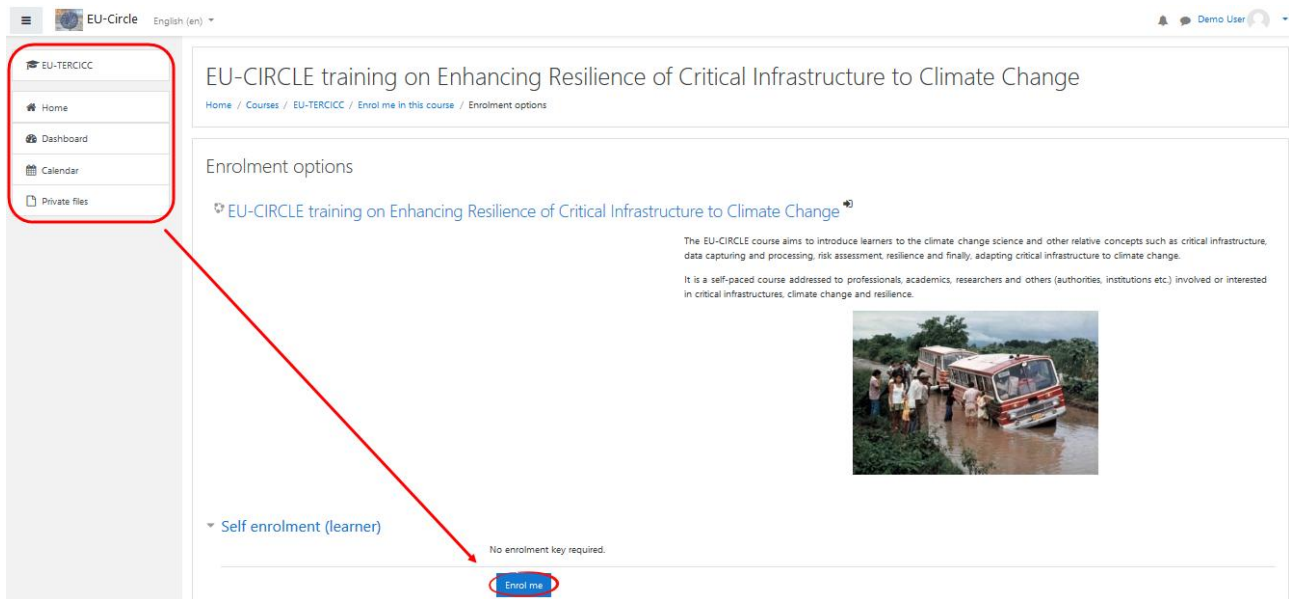 EU-Circle English (en)
Demo User
EU-TERCICC
Home
Dashboard
Calendar
Private files
EU-CIRCLE training on Enhancing Resilience of Critical Infrastructure to Climate Change
Home / Courses / EU-TERCICC / Enrol me in this course / Enrolment options
Enrolment options
EU-CIRCLE training on Enhancing Resilience of Critical Infrastructure to Climate Change
The EU-CIRCLE course aims to introduce learners to the climate change science and other relative concepts such as critical infrastructure,
data capturing and processing, risk assessment, resilience and finally, adapting critical infrastructure to climate change.
It is a self-paced course addressed to professionals, academics, researchers and others (authorities, institutions etc.) involved or interested
in critical infrastructures, climate change and resilience.
Self enrolment (learner)
No enrolment key required.
Enrol me